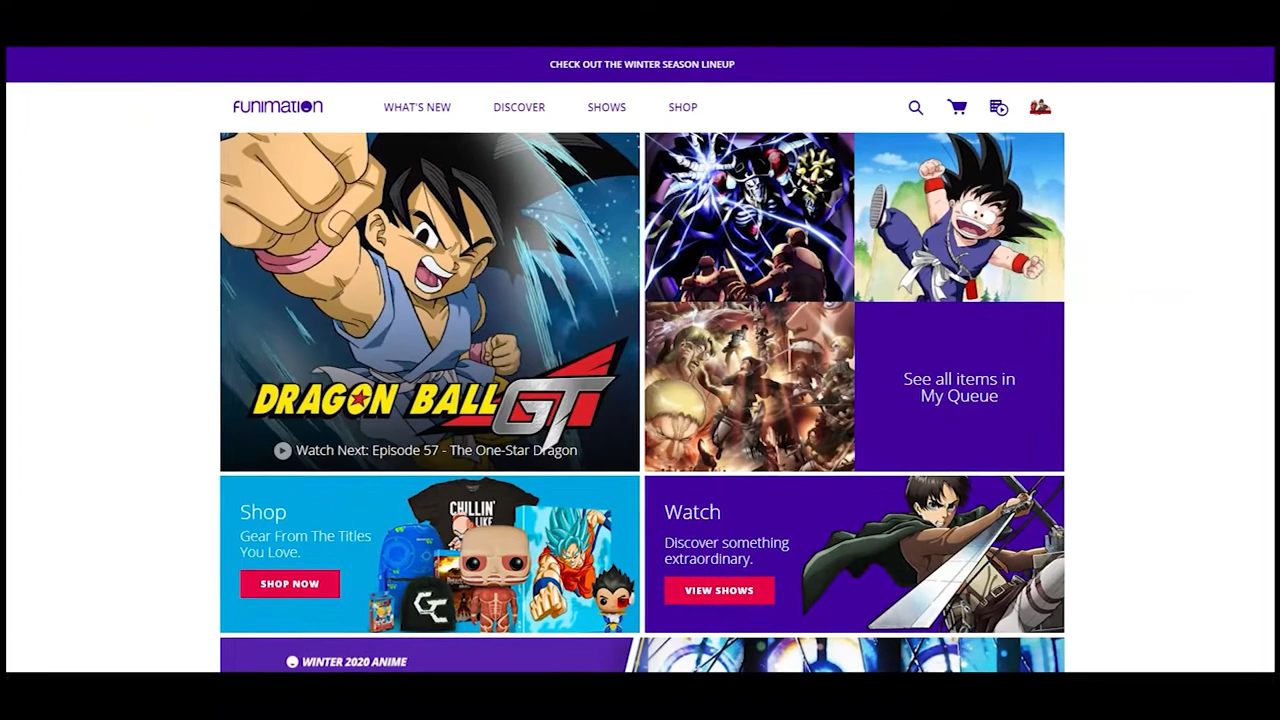 CHECK OUT THE WINTER SEASON LINEUP
FUNIMATION
WHAT'S NEW
DISCOVER
SHOWS
SHOP
DRAGON BALL GT
Watch Next: Episode 57 - The One-Star Dragon
See all items in
My Queue
Shop
Gear From The Titles
You Love.
SHOP NOW
CHILLIN'
LIKE
GC
Watch
Discover something
extraordinary.
VIEW SHOWS
WINTER 2020 ANIME